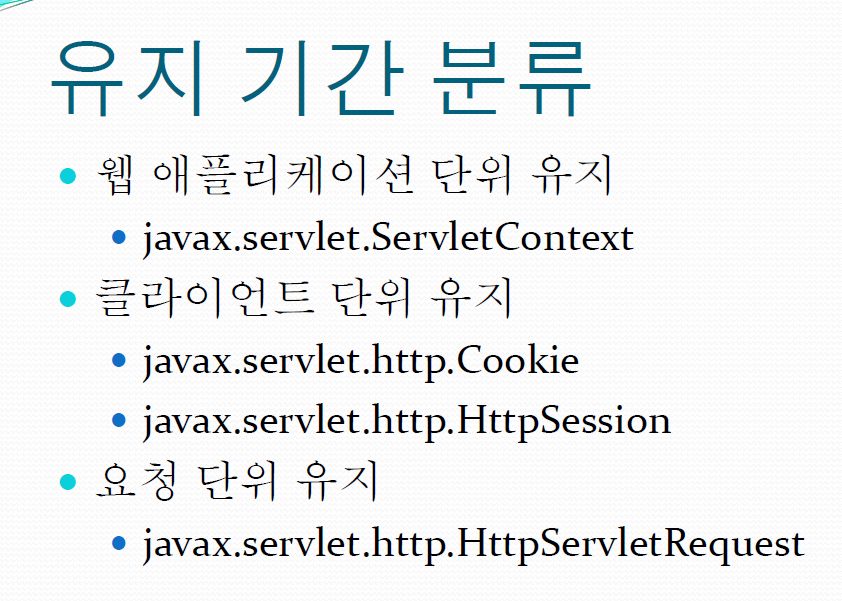 유지 기간 분류
웹 애플리케이션 단위 유지
javax.servlet.ServletContext
클라이언트 단위 유지
javax.servlet.http.Cookie
javax.servlet.http.HttpSession
요청 단위 유지
javax.servlet.http.HttpServletRequest